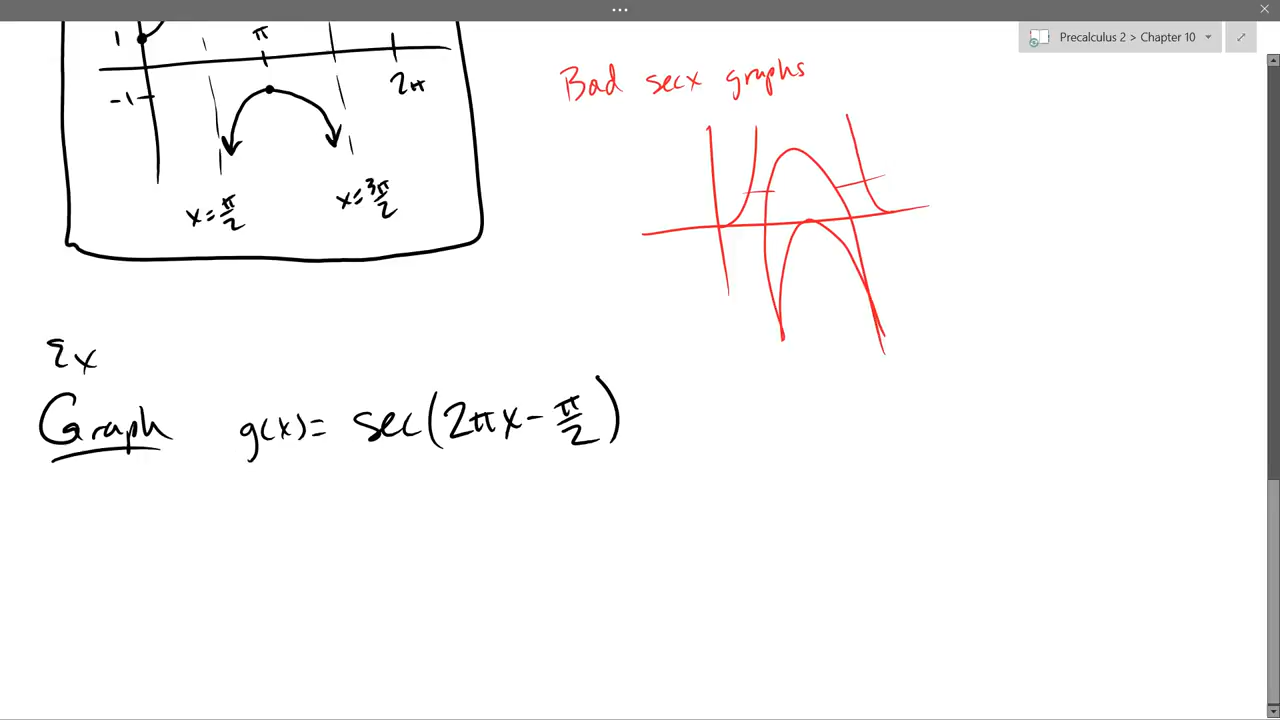 Precalculus 2 > Chapter 10
1
π
-1
2π
x = π/2
x = 3π/2
Bad secx graphs
Ex
Graph g(x) = sec(2πx - π/2)